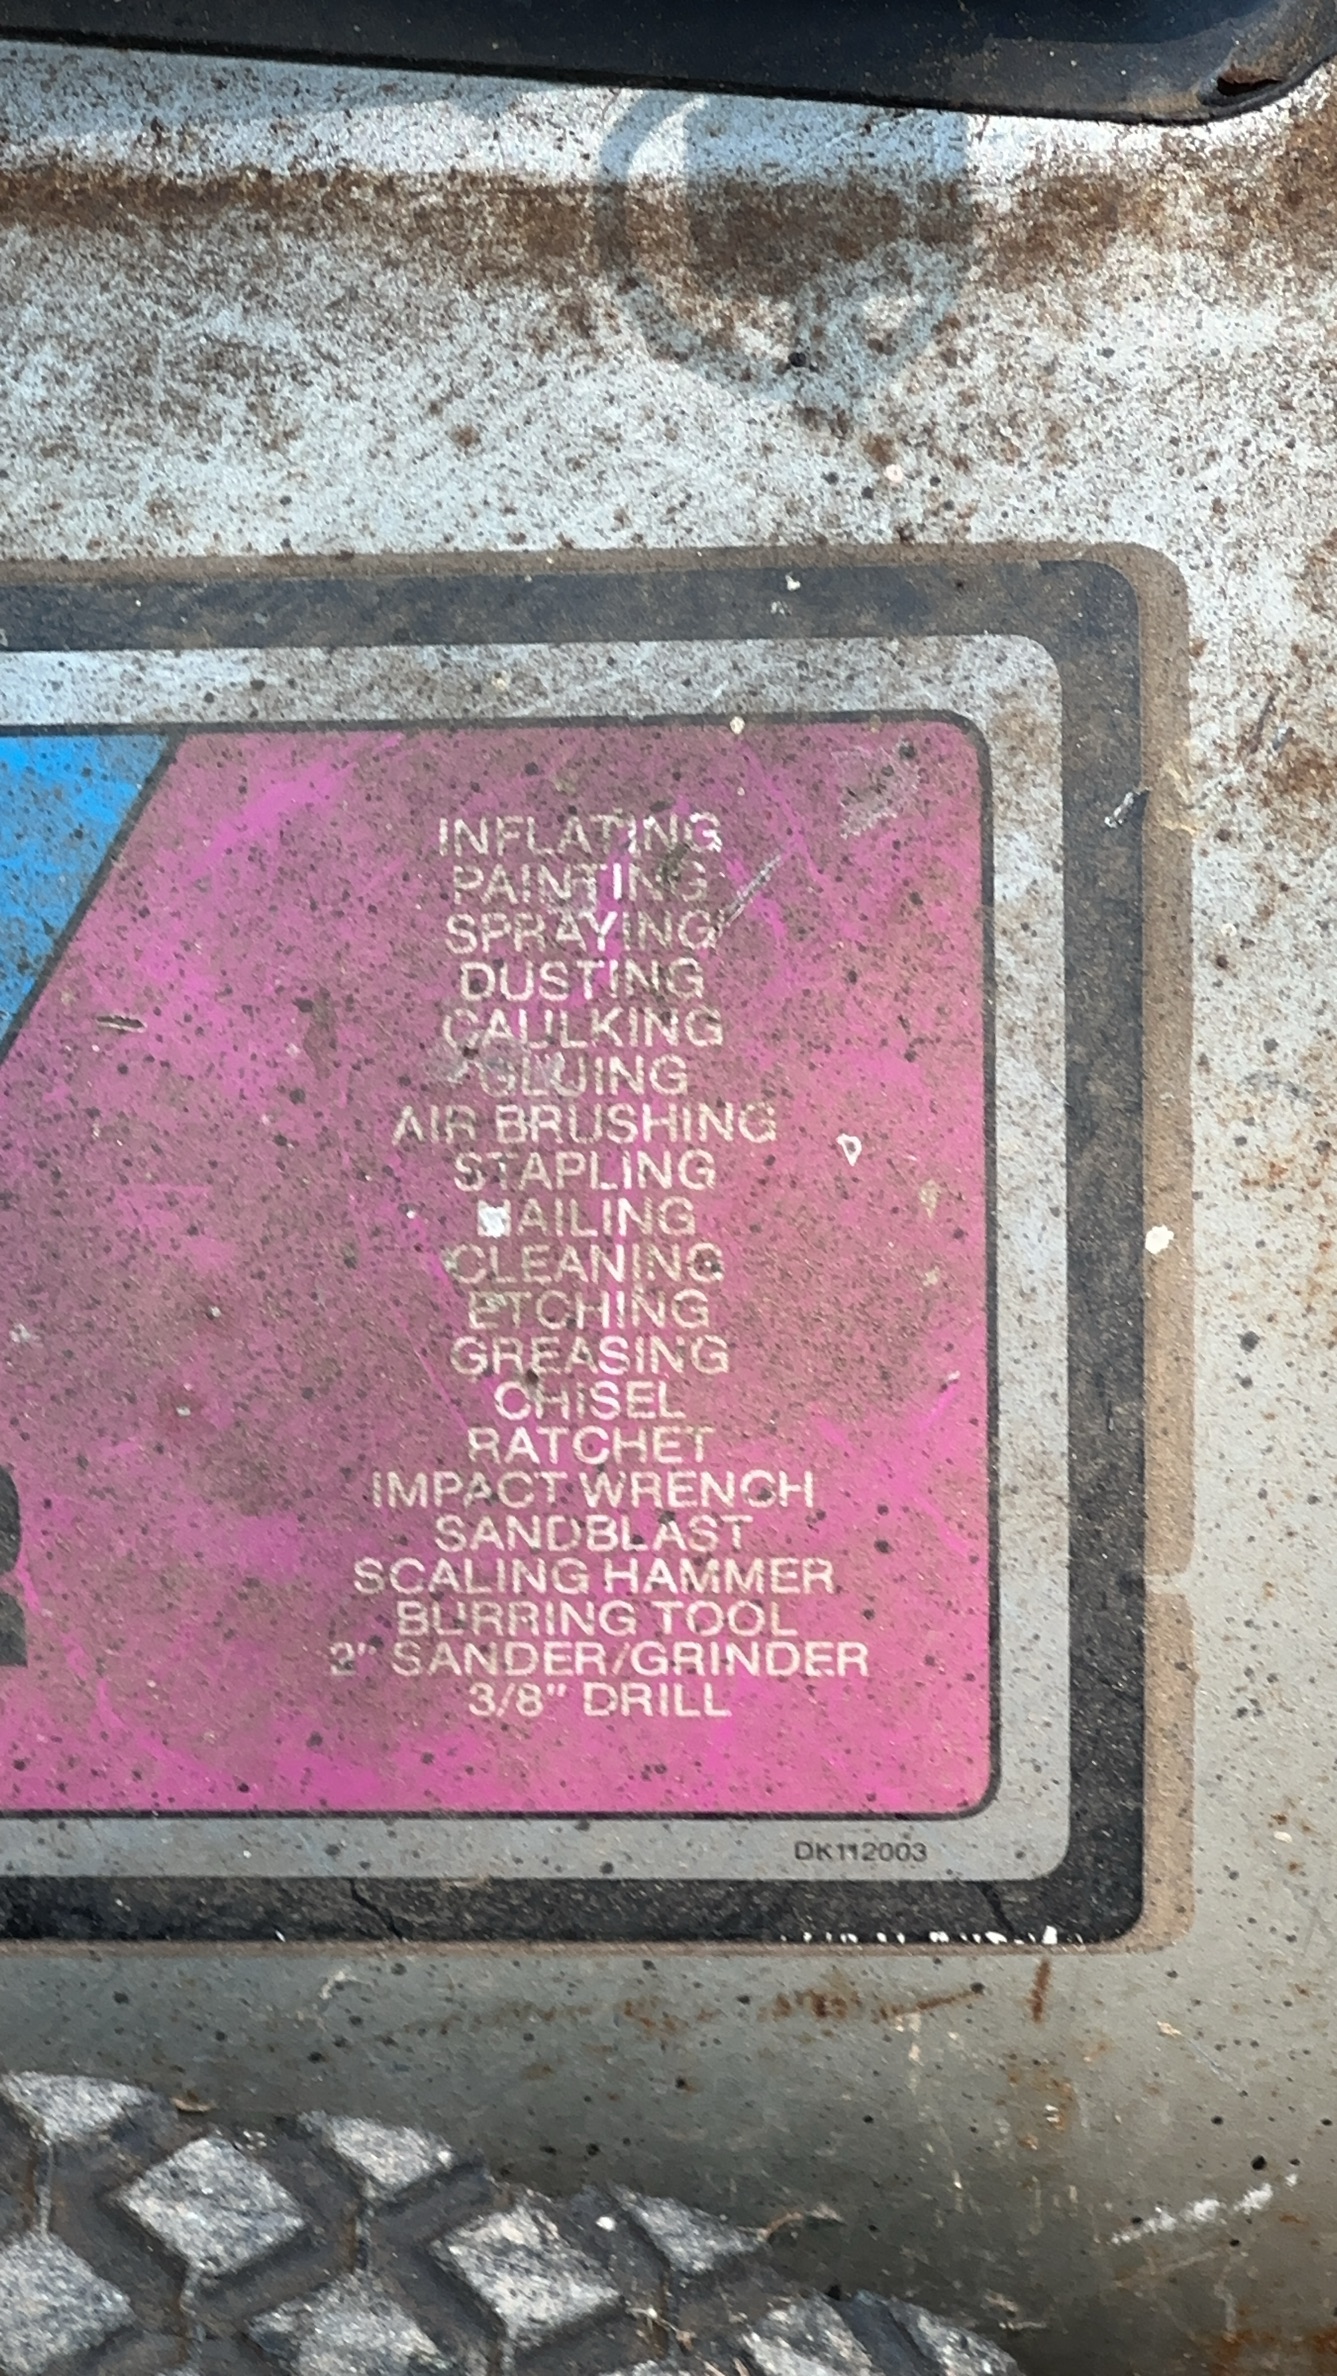 INFLATING
PAINTING
SPRAYING
DUSTING
CAULKING
GLUING
AIR BRUSHING
STAPLING
NAILING
CLEANING
ETCHING
GREASING
CHISEL
RATCHET
IMPACT WRENCH
SANDBLAST
SCALING HAMMER
BURRING TOOL
2" SANDER/GRINDER
3/8" DRILL
DK112003